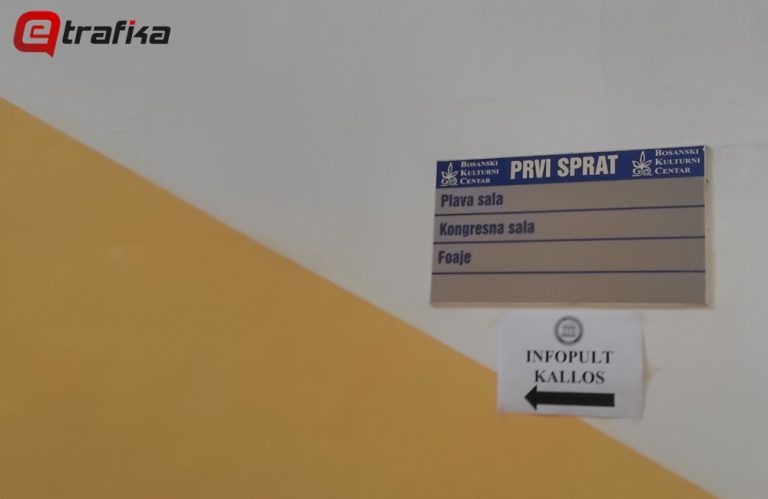 etrafika
BOSANSKI
KULTURNI
CENTAR
PRVI SPRAT
BOSANSKI
KULTURNI
CENTAR
Plava sala
Kongresna sala
Foaje
INFOPULT
KALLOS